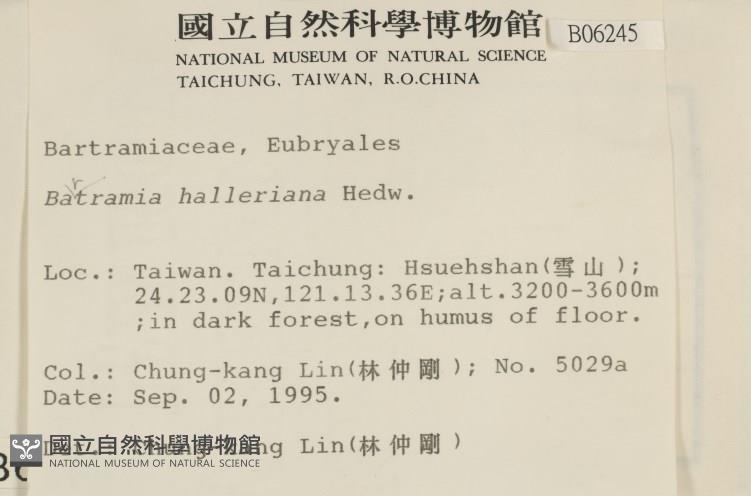 國立自然科學博物館
B06245
NATIONAL MUSEUM OF NATURAL SCIENCE
TAICHUNG, TAIWAN, R.O.CHINA
Bartramiaceae, Eubryales
r
Batramia halleriana Hedw.
Loc.: Taiwan. Taichung: Hsuehshan(雪山);
24.23.09N,121.13.36E;alt.3200-3600m
;in dark forest,on humus of floor.
Col.: Chung-kang Lin(林仲剛); No. 5029a
Date: Sep. 02, 1995.
Lin(林仲剛)
國立自然科學博物館
NATIONAL MUSEUM OF NATURAL SCIENCE